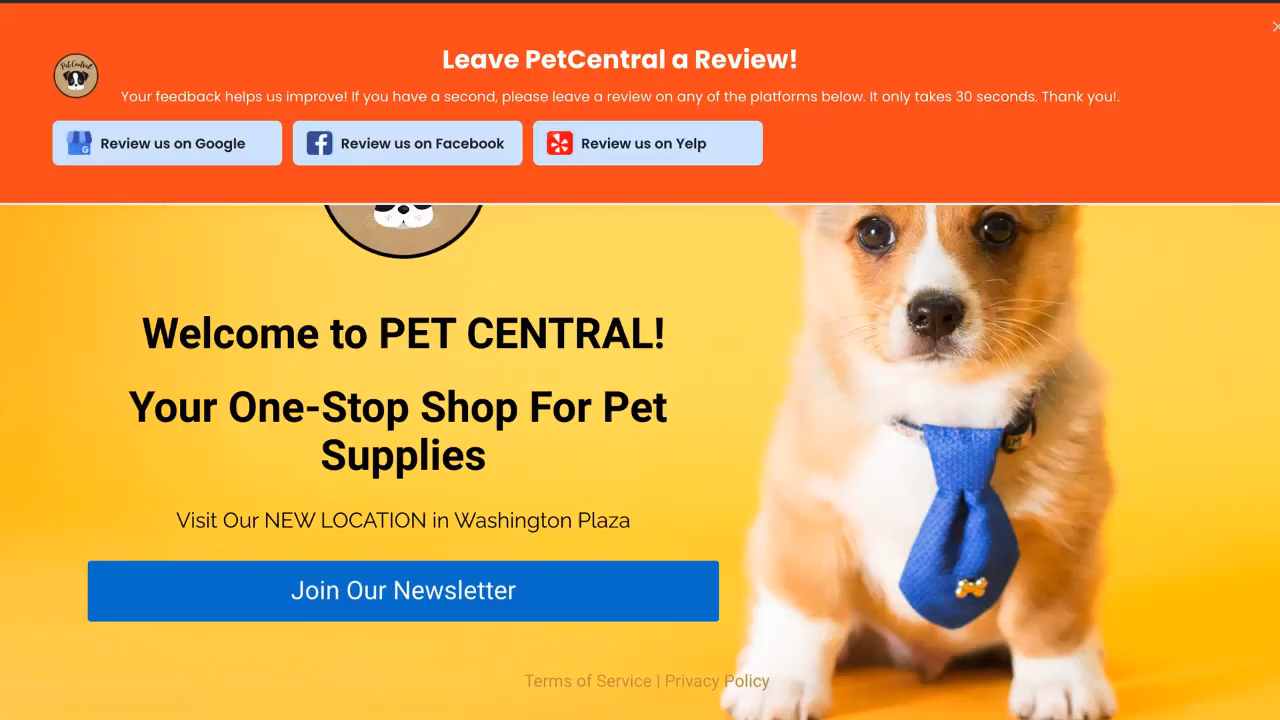 Leave PetCentral a Review!
PetCentral
Your feedback helps us improve! If you have a second, please leave a review on any of the platforms below. It only takes 30 seconds. Thank you!.
Review us on Google
Review us on Facebook
Review us on Yelp
Welcome to PET CENTRAL!
Your One-Stop Shop For Pet
Supplies
Visit Our NEW LOCATION in Washington Plaza
Join Our Newsletter
Terms of Service | Privacy Policy